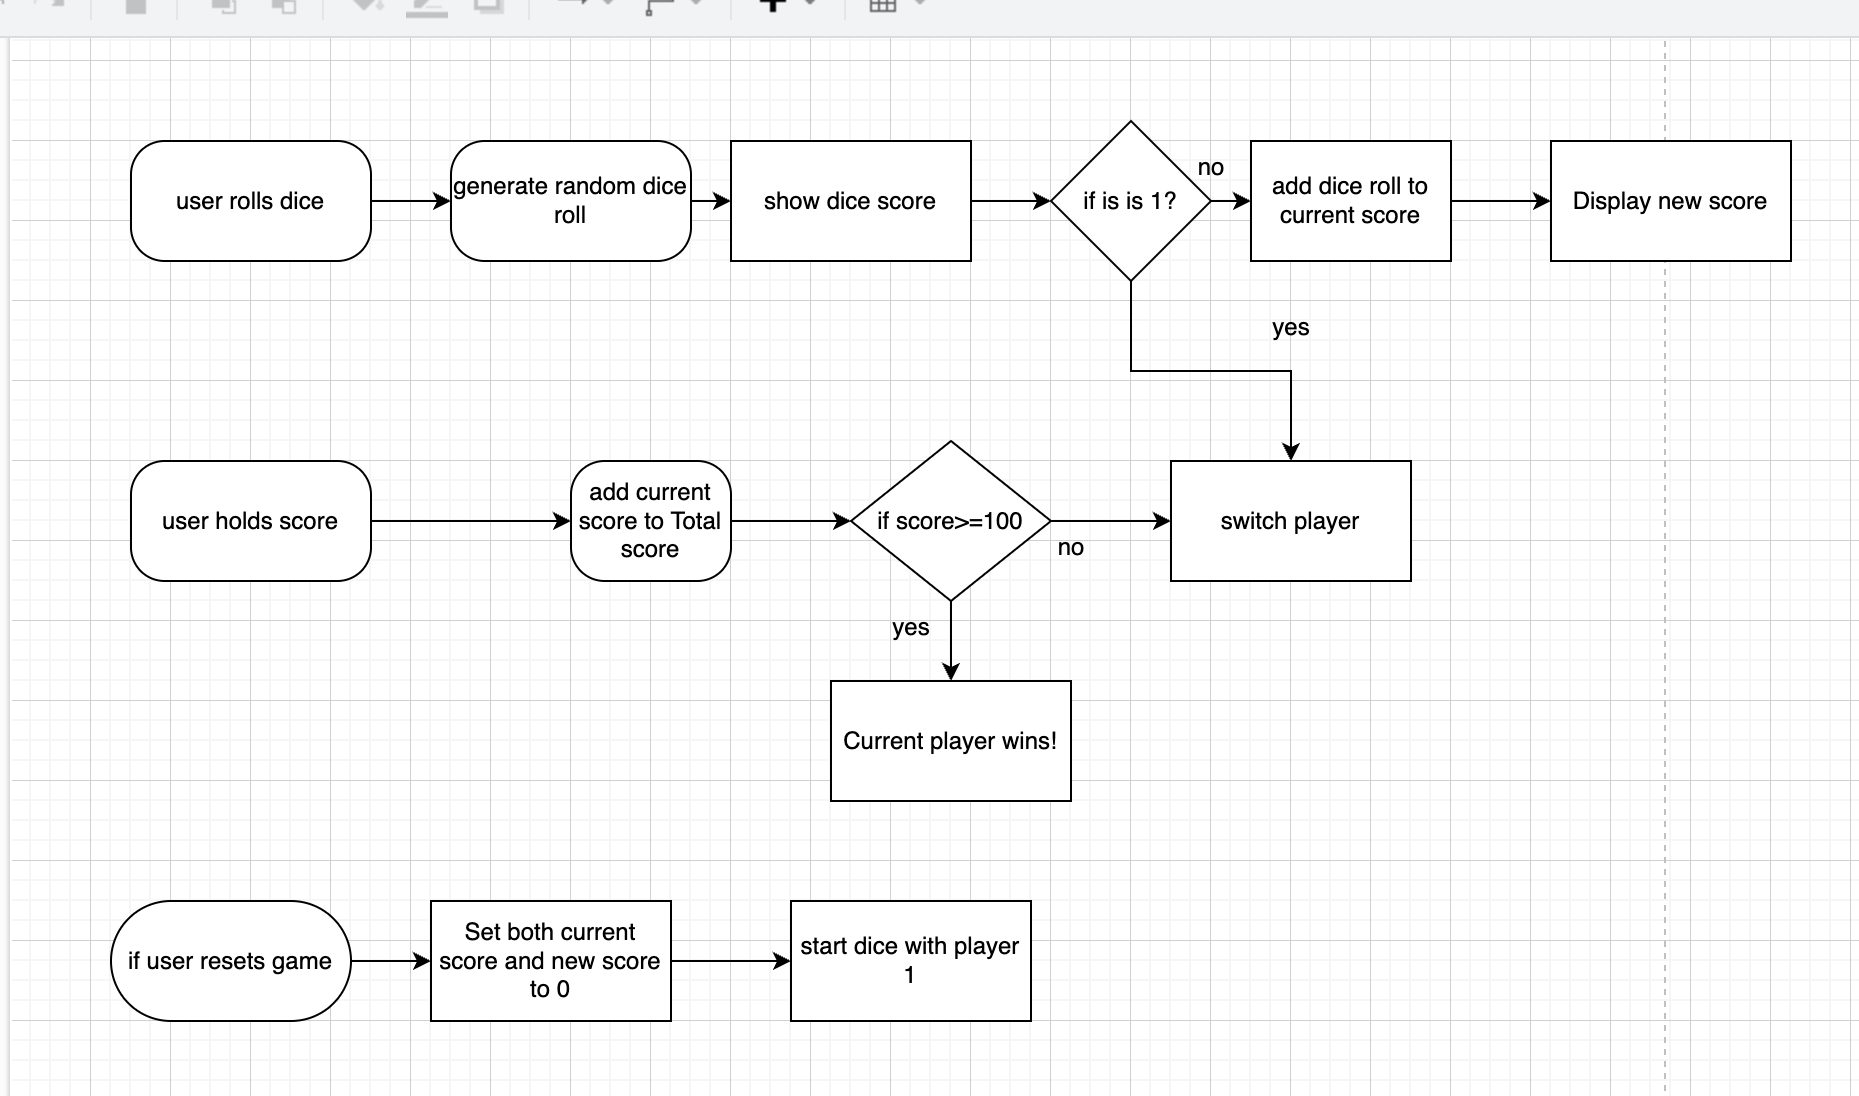 user rolls dice
generate random dice
roll
show dice score
if is is 1?
no
add dice roll to
current score
Display new score
yes
user holds score
add current
score to Total
score
if score>=100
no
switch player
yes
Current player wins!
if user resets game
Set both current
score and new score
to 0
start dice with player
1